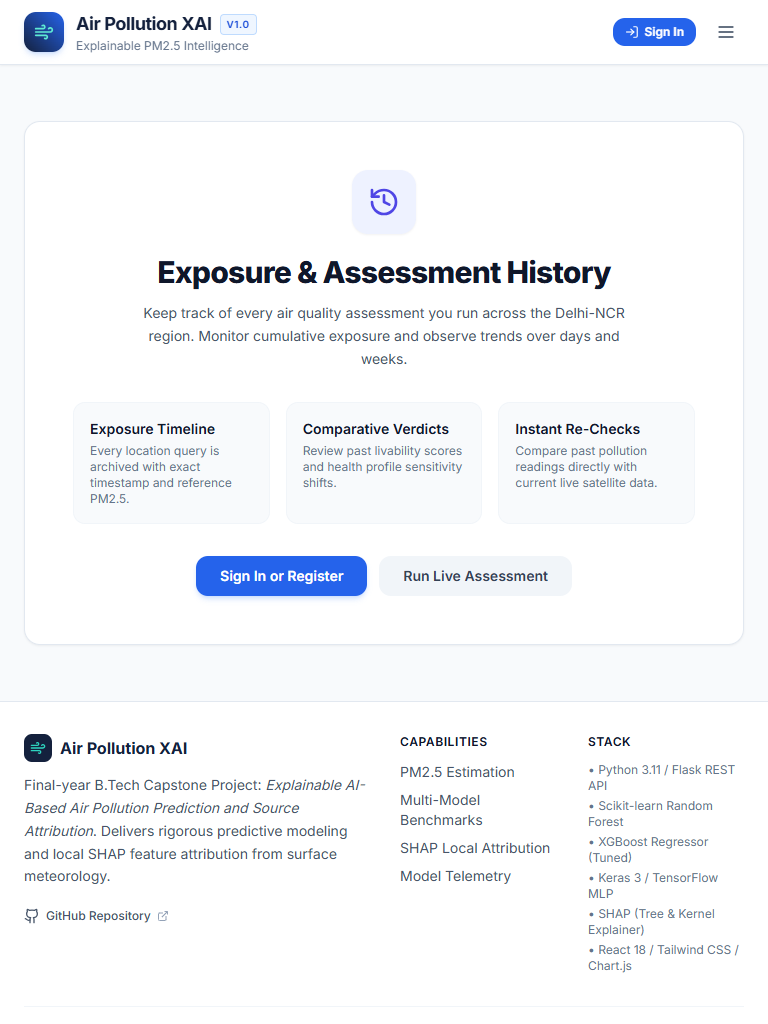 Air Pollution XAI
V1.0
Explainable PM2.5 Intelligence
Sign In
Exposure & Assessment History
Keep track of every air quality assessment you run across the Delhi-NCR
region. Monitor cumulative exposure and observe trends over days and
weeks.
Exposure Timeline
Every location query is
archived with exact
timestamp and reference
PM2.5.
Comparative Verdicts
Review past livability scores
and health profile sensitivity
shifts.
Instant Re-Checks
Compare past pollution
readings directly with
current live satellite data.
Sign In or Register
Run Live Assessment
Air Pollution XAI
Final-year B.Tech Capstone Project: Explainable AI-
Based Air Pollution Prediction and Source
Attribution. Delivers rigorous predictive modeling
and local SHAP feature attribution from surface
meteorology.
GitHub Repository
CAPABILITIES
PM2.5 Estimation
Multi-Model
Benchmarks
SHAP Local Attribution
Model Telemetry
STACK
• Python 3.11 / Flask REST
API
• Scikit-learn Random
Forest
• XGBoost Regressor
(Tuned)
• Keras 3 / TensorFlow
MLP
• SHAP (Tree & Kernel
Explainer)
• React 18 / Tailwind CSS /
Chart.js